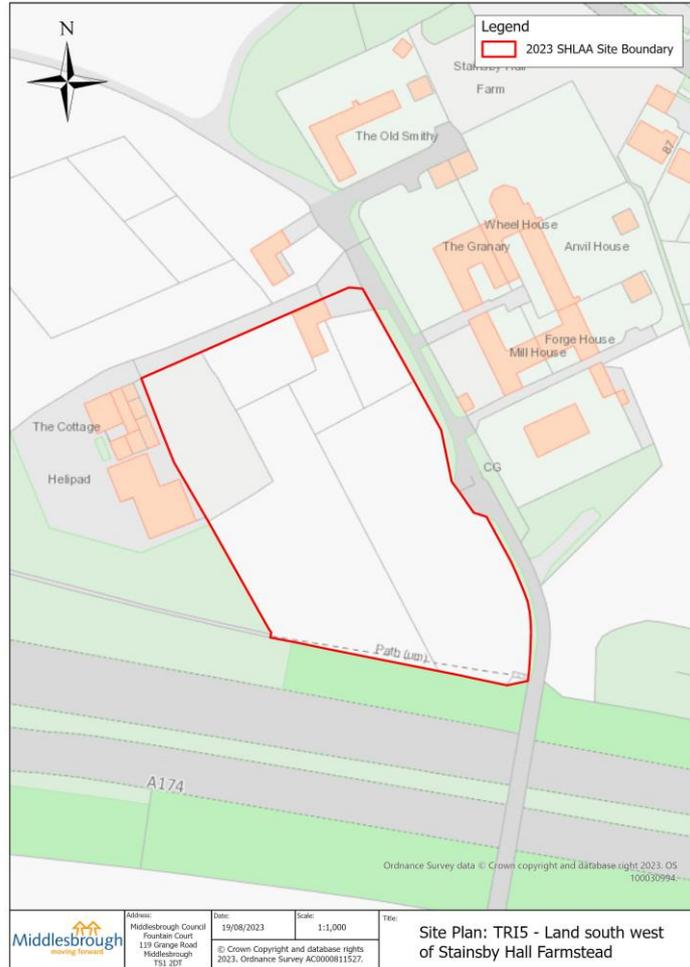 N
Legend
2023 SHLAA Site Boundary
Stainsby Hall
Farm
The Old Smithy
87
Wheel House
The Granary
Anvil House
Forge House
Mill House
The Cottage
Helipad
CG
Path (um)
A174
Ordnance Survey data © Crown copyright and database right 2023. OS
100030994.
Middlesbrough
moving forward
Address:
Middlesbrough Council
Fountain Court
119 Grange Road
Middlesbrough
TS1 2DT
Date:
19/08/2023
Scale:
1:1,000
© Crown Copyright and database rights
2023. Ordnance Survey AC0000811527.
Title:
Site Plan: TRI5 - Land south west
of Stainsby Hall Farmstead